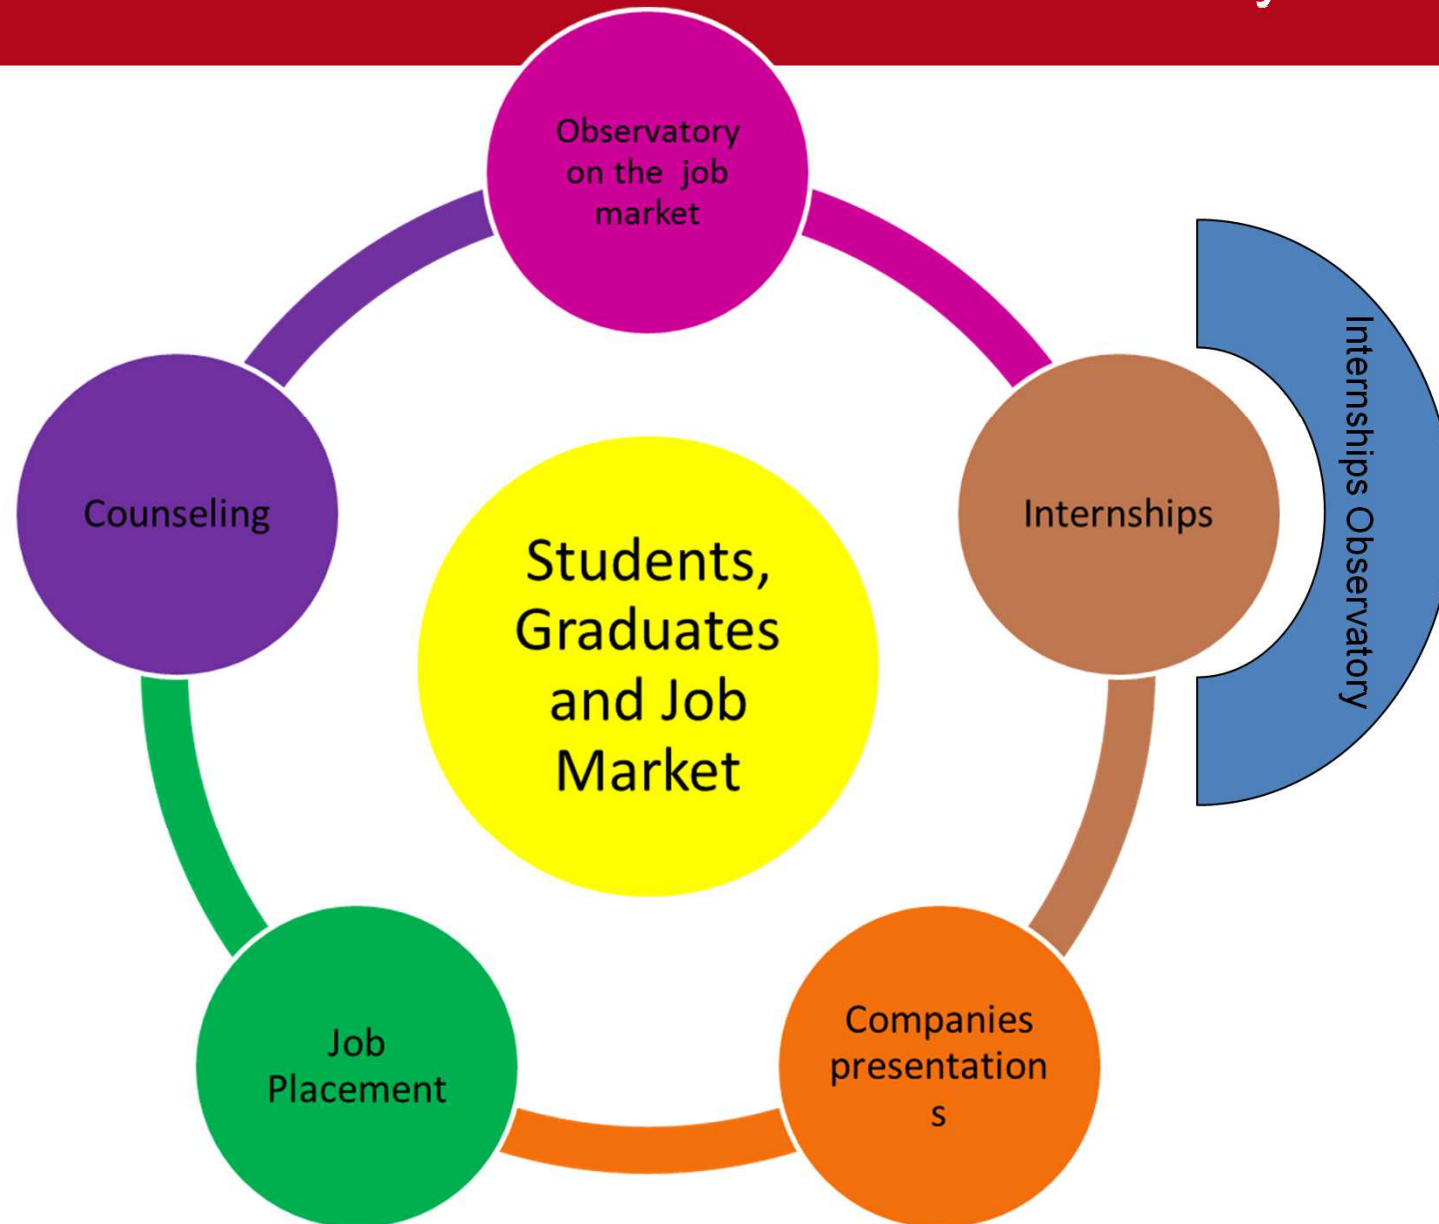 Observatory
on the job
market
Counseling
Internships
Internships Observatory
Students,
Graduates
and Job
Market
Job
Placement
Companies
presentation
s